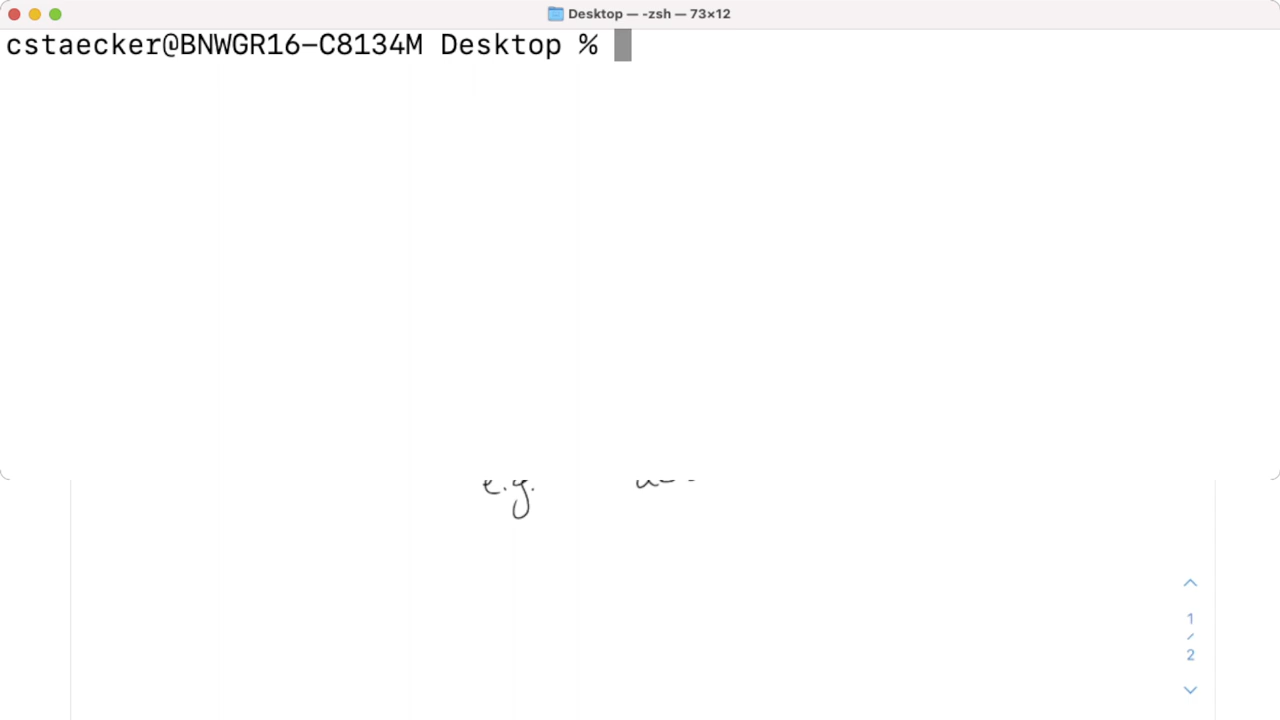 Desktop — -zsh — 73×12
cstaecker@BNWGR16-C8134M Desktop %
e.g.
1
/
2